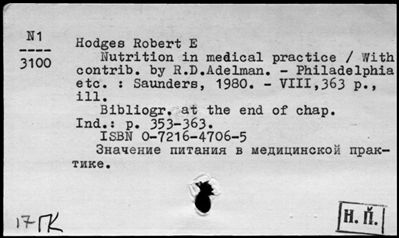 N1
----
3100
Hodges Robert E
Nutrition in medical practice / With
contrib. by R.D.Adelman. - Philadelphia
etc. : Saunders, 1980. - VIII,363 p.,
ill.
Bibliogr. at the end of chap.
Ind.: p. 353-363.
ISBN 0-7216-4706-5
Значение питания в медицинской прак-
тике.
17 ГК
Н. Й.